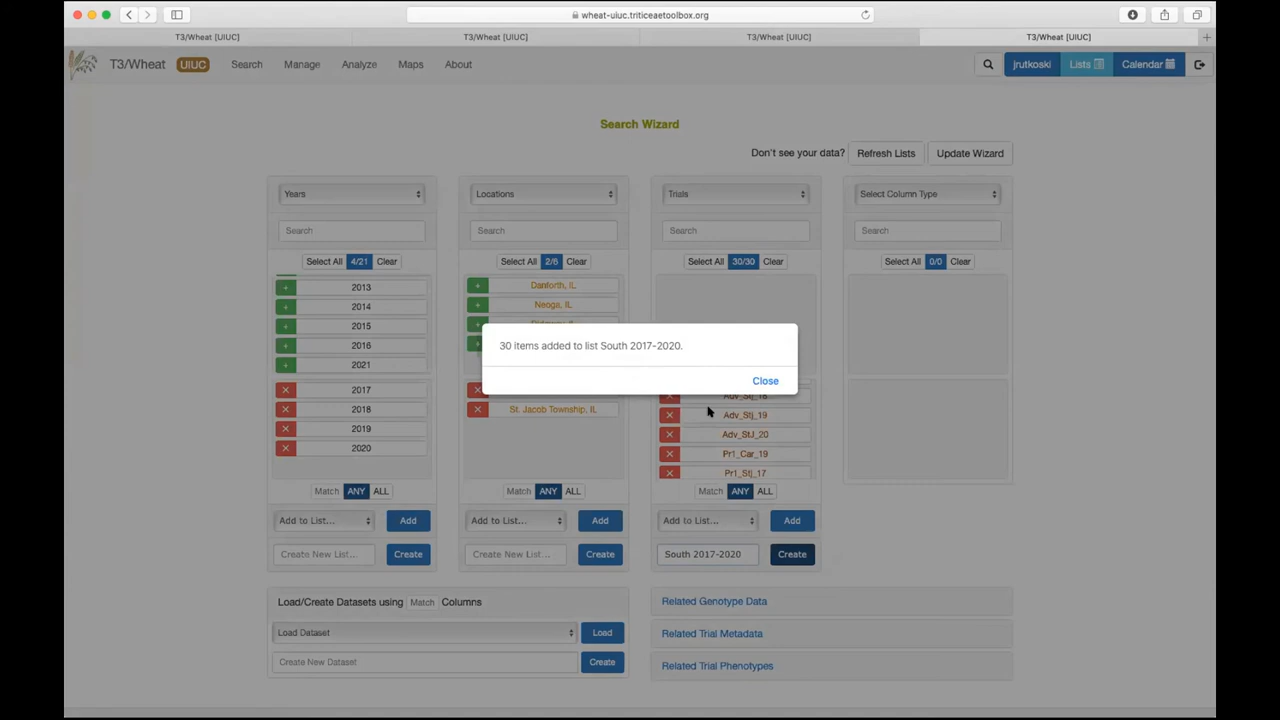 wheat-uiuc.triticeaetoolbox.org
T3/Wheat [UIUC] T3/Wheat [UIUC] T3/Wheat [UIUC] T3/Wheat [UIUC]
T3/Wheat UIUC Search Manage Analyze Maps About jrutkoski Lists Calendar
Search Wizard
Don't see your data? Refresh Lists Update Wizard
Years Locations Trials Select Column Type
Search Search Search Search
Select All 4/21 Clear Select All 2/6 Clear Select All 30/30 Clear Select All 0/0 Clear
2013 Danforth, IL
2014 Neoga, IL
2015
2016
2021
30 items added to list South 2017-2020.
Close
2017
2018 St. Jacob Township, IL Adv_Stj_19
2019 Adv_StJ_20
2020 Pr1_Car_19
Pr1_Stj_17
Match ANY ALL Match ANY ALL Match ANY ALL
Add to List... Add Add to List... Add Add to List... Add
Create New List... Create Create New List... Create South 2017-2020 Create
Load/Create Datasets using Match Columns
Load Dataset Load
Create New Dataset Create
Related Genotype Data
Related Trial Metadata
Related Trial Phenotypes